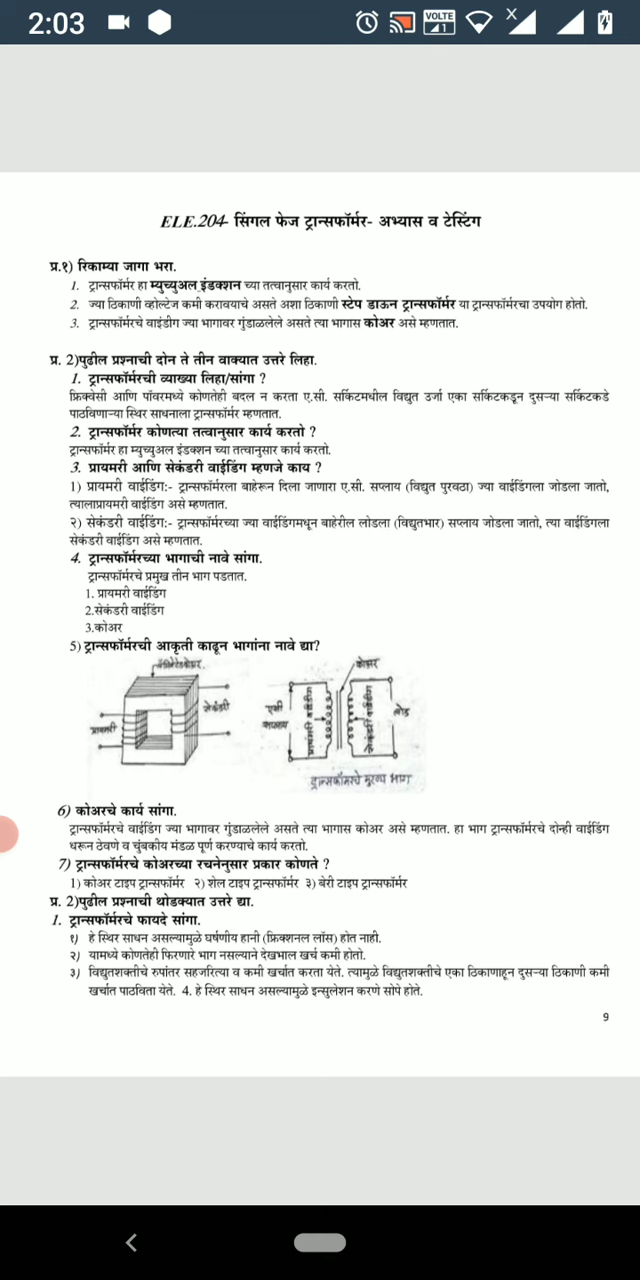 2:03
VOLTE
1
X
71
ELE.204- सिंगल फेज ट्रान्सफॉर्मर- अभ्यास व टेस्टिंग
प्र.१) रिकाम्या जागा भरा.
1. ट्रान्सफॉर्मर हा म्युच्युअल इंडक्शन च्या तत्वानुसार कार्य करतो.
2. ज्या ठिकाणी व्होल्टेज कमी करावयाचे असते अशा ठिकाणी स्टेप डाऊन ट्रान्सफॉर्मर या ट्रान्सफॉर्मरचा उपयोग होतो.
3. ट्रान्सफॉर्मरचे वाइंडीग ज्या भागावर गुंडाळलेले असते त्या भागास कोअर असे म्हणतात.
प्र. 2)पुढील प्रश्नाची दोन ते तीन वाक्यात उत्तरे लिहा.
1. ट्रान्सफॉर्मरची व्याख्या लिहा/सांगा ?
फ्रिक्वेसी आणि पॉवरमध्ये कोणतेही बदल न करता ए.सी. सर्किटमधील विद्युत उर्जा एका सर्किटकडून दुसऱ्या सर्किटकडे
पाठविणाऱ्या स्थिर साधनाला ट्रान्सफॉर्मर म्हणतात.
2. ट्रान्सफॉर्मर कोणत्या तत्वानुसार कार्य करतो ?
ट्रान्सफॉर्मर हा म्युच्युअल इंडक्शन च्या तत्वानुसार कार्य करतो.
3. प्रायमरी आणि सेकंडरी वाईडिंग म्हणजे काय ?
1) प्रायमरी वाईडिंग:- ट्रान्सफॉर्मरला बाहेरून दिला जाणारा ए.सी. सप्लाय (विद्युत पुरवठा) ज्या वाईडिंगला जोडला जातो,
त्यालाप्रायमरी वाईडिंग असे म्हणतात.
२) सेकंडरी वाईडिंग:- ट्रान्सफॉर्मरच्या ज्या वाईडिंगमधून बाहेरील लोडला (विद्युतभार) सप्लाय जोडला जातो, त्या वाईडिंगला
सेकंडरी वाईडिंग असे म्हणतात.
4. ट्रान्सफॉर्मरच्या भागाची नावे सांगा.
ट्रान्सफॉर्मरचे प्रमुख तीन भाग पडतात.
1. प्रायमरी वाईडिंग
2.सेकंडरी वाईडिंग
3.कोअर
5) ट्रान्सफॉर्मरची आकृती काढून भागांना नावे द्या?
कोअर
सेकंडरी
प्रायमरी
एसी
सप्लाय
प्रायमरी वाईडींग
सेकंडरी वाईडींग
लोड
ट्रान्सफॉर्मरचे मुख्य भाग
6) कोअरचे कार्य सांगा.
ट्रान्सफॉर्मरचे वाईडिंग ज्या भागावर गुंडाळलेले असते त्या भागास कोअर असे म्हणतात. हा भाग ट्रान्सफॉर्मरचे दोन्ही वाईडिंग
धरून ठेवणे व चुंबकीय मंडळ पूर्ण करण्याचे कार्य करतो.
7) ट्रान्सफॉर्मरचे कोअरच्या रचनेनुसार प्रकार कोणते ?
1) कोअर टाइप ट्रान्सफॉर्मर २) शेल टाइप ट्रान्सफॉर्मर ३) बेरी टाइप ट्रान्सफॉर्मर
प्र. 2)पुढील प्रश्नाची थोडक्यात उत्तरे द्या.
1. ट्रान्सफॉर्मरचे फायदे सांगा.
१) हे स्थिर साधन असल्यामुळे घर्षणीय हानी (फ्रिक्शनल लॉस) होत नाही.
२) यामध्ये कोणतेही फिरणारे भाग नसल्याने देखभाल खर्च कमी होतो.
३) विद्युतशक्तीचे रुपांतर सहजरित्या व कमी खर्चात करता येते. त्यामुळे विद्युतशक्तीचे एका ठिकाणाहून दुसऱ्या ठिकाणी कमी
खर्चात पाठविता येते. 4. हे स्थिर साधन असल्यामुळे इन्सुलेशन करणे सोपे होते.
9